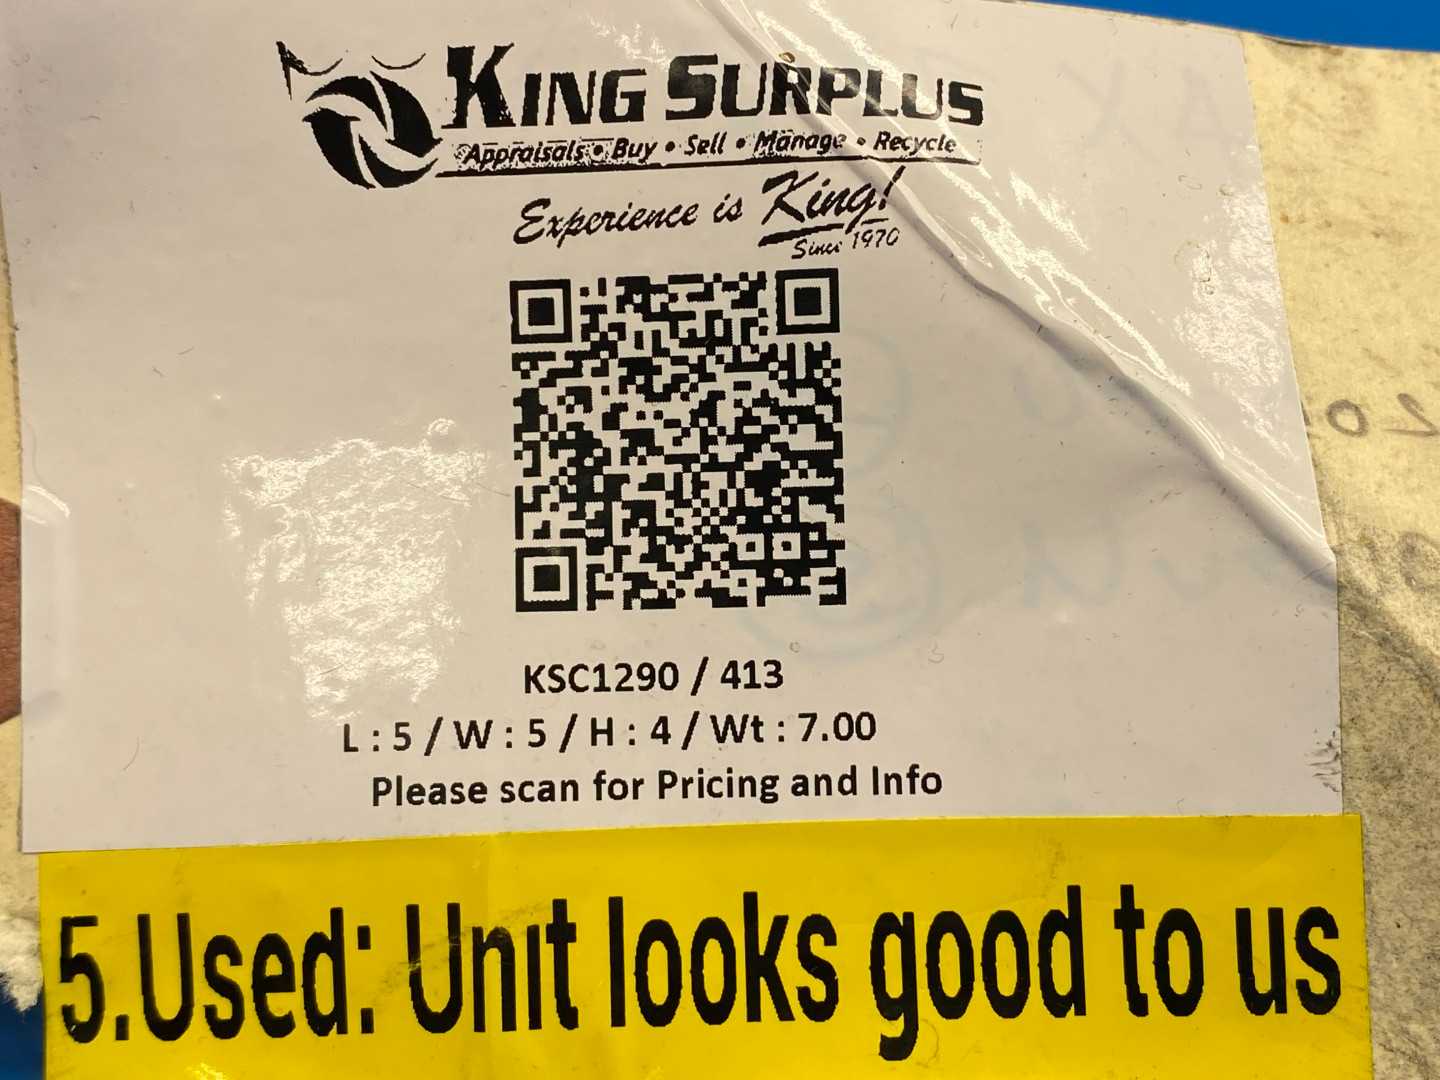 KING SURPLUS
Appraisals • Buy • Sell • Manage • Recycle
Experience is King!
Since 1970
KSC1290 / 413
L : 5 / W : 5 / H : 4 / Wt : 7.00
Please scan for Pricing and Info
5.Used: Unit looks good to us